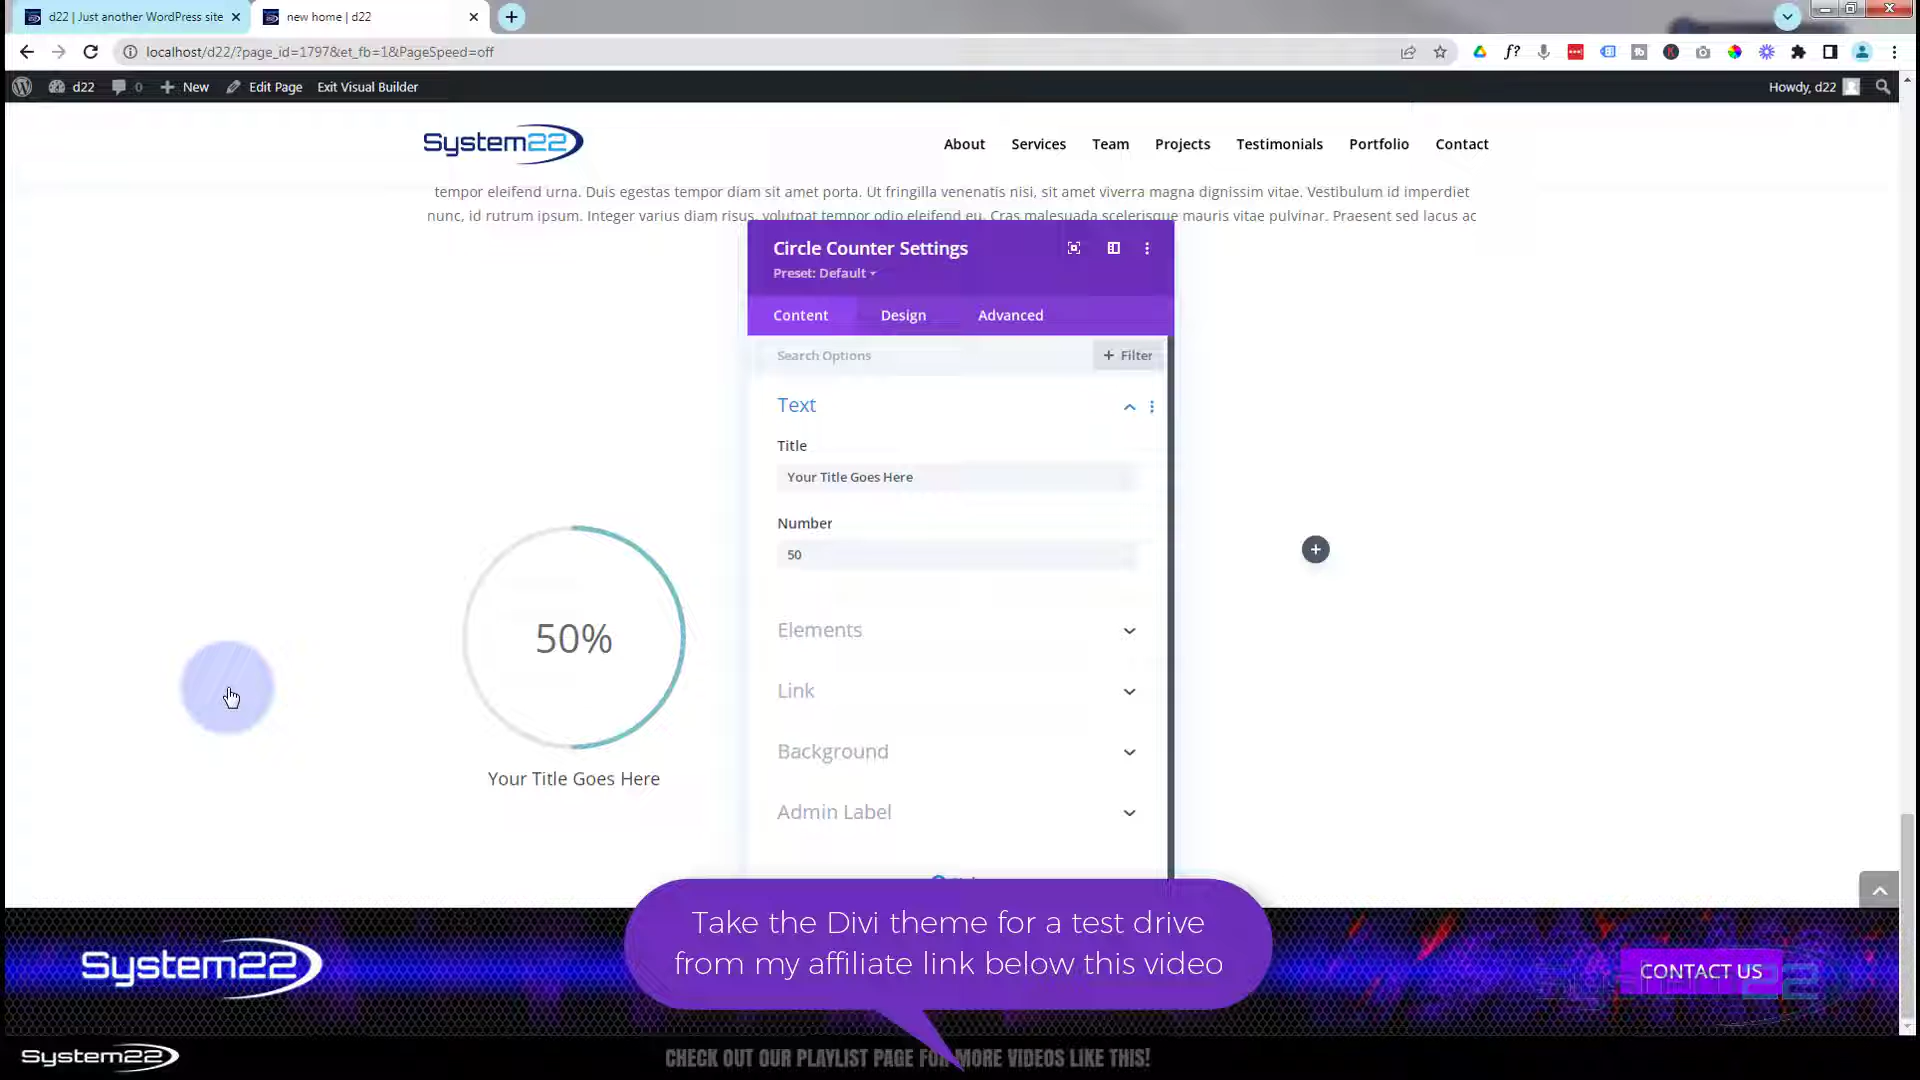 d22 | Just another WordPress site
new home | d22
localhost/d22/?page_id=1797&et_fb=1&PageSpeed=off
d22
0
New
Edit Page
Exit Visual Builder
Howdy, d22
System22
About
Services
Team
Projects
Testimonials
Portfolio
Contact
tempor eleifend urna. Duis egestas tempor diam sit amet porta. Ut fringilla venenatis nisi, sit amet viverra magna dignissim vitae. Vestibulum id imperdiet
nunc, id rutrum ipsum. Integer varius diam risus, volutpat tempor odio eleifend eu. Cras malesuada scelerisque mauris vitae pulvinar. Praesent sed lacus ac
Circle Counter Settings
Preset: Default
Content
Design
Advanced
Search Options
+ Filter
Text
Title
Your Title Goes Here
Number
50
Elements
Link
Background
Admin Label
50%
Your Title Goes Here
Take the Divi theme for a test drive
from my affiliate link below this video
System22
CONTACT US
System22
CHECK OUT OUR PLAYLIST PAGE FOR MORE VIDEOS LIKE THIS!